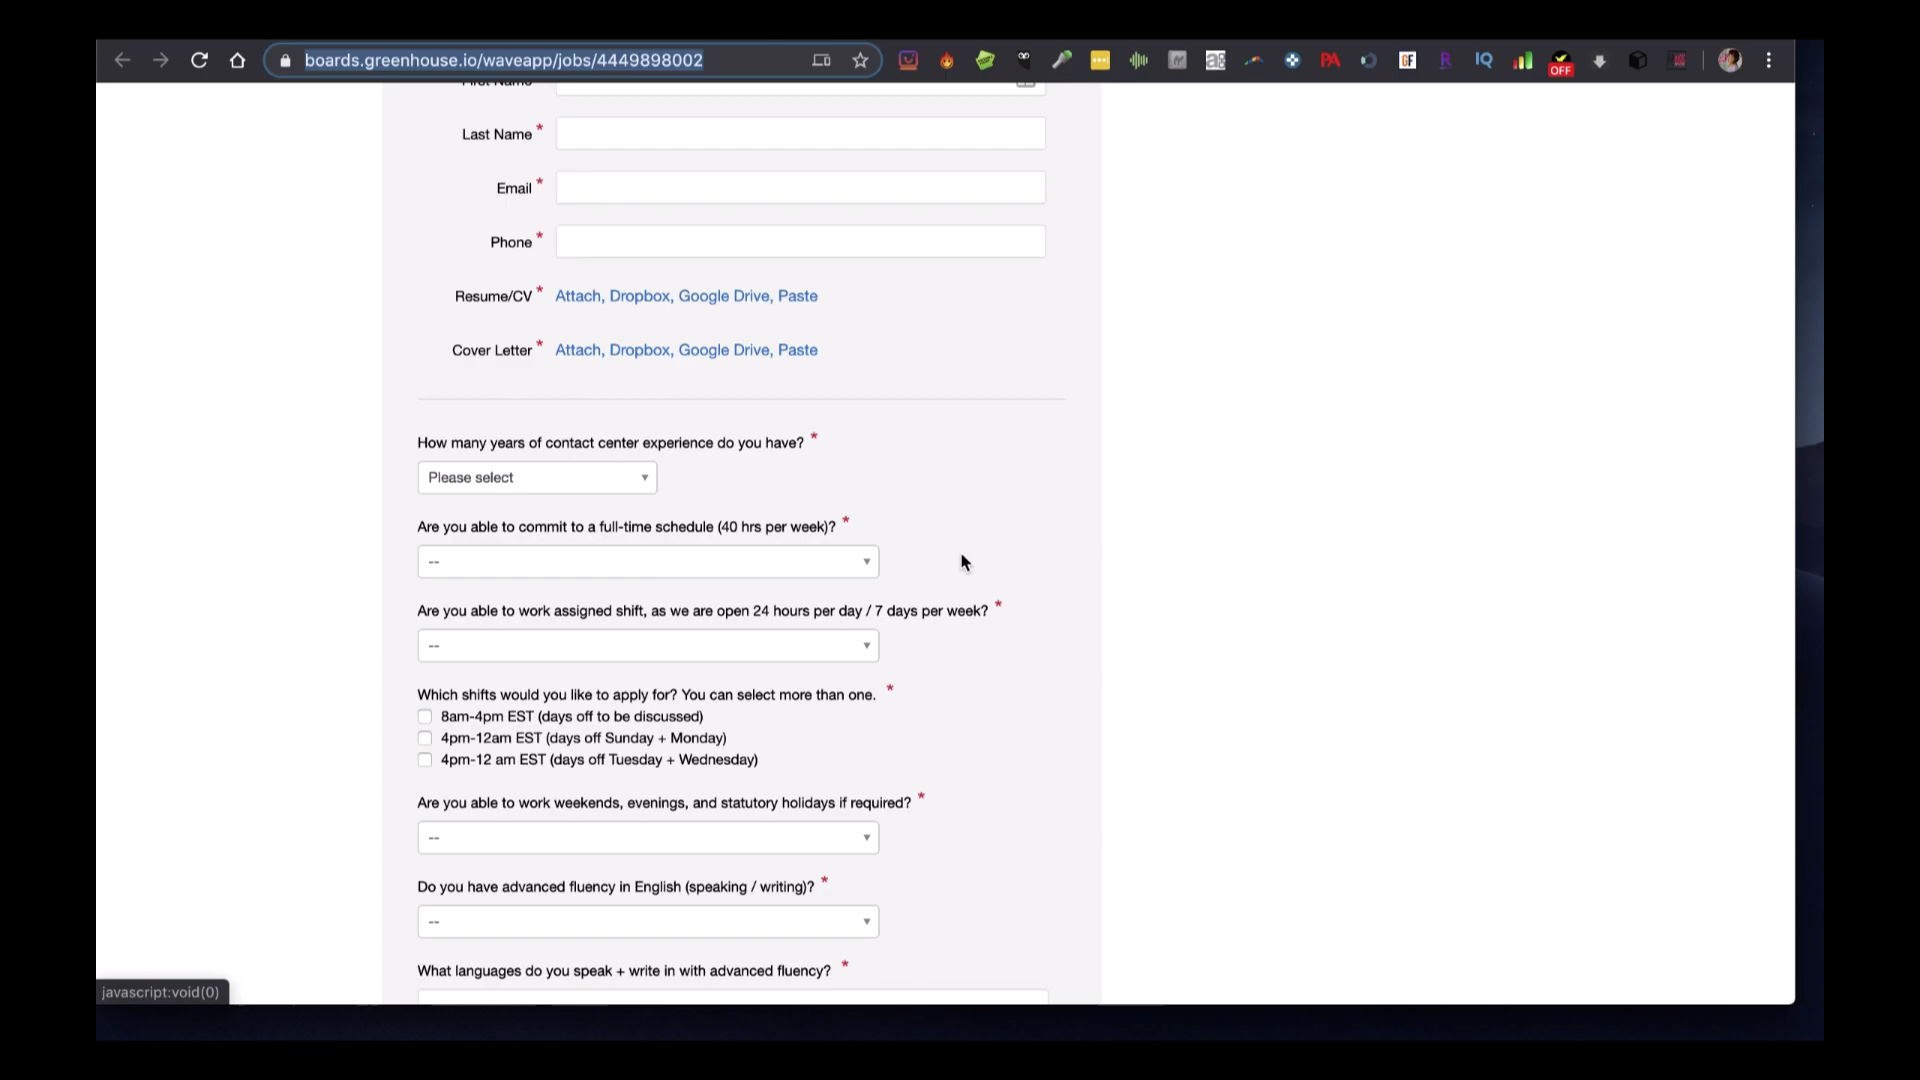 boards.greenhouse.io/waveapp/jobs/4449898002
PA
GF
R
IQ
OFF
First Name
Last Name *
Email *
Phone *
Resume/CV * Attach, Dropbox, Google Drive, Paste
Cover Letter * Attach, Dropbox, Google Drive, Paste
How many years of contact center experience do you have? *
Please select
Are you able to commit to a full-time schedule (40 hrs per week)? *
--
Are you able to work assigned shift, as we are open 24 hours per day / 7 days per week? *
--
Which shifts would you like to apply for? You can select more than one. *
8am-4pm EST (days off to be discussed)
4pm-12am EST (days off Sunday + Monday)
4pm-12 am EST (days off Tuesday + Wednesday)
Are you able to work weekends, evenings, and statutory holidays if required? *
--
Do you have advanced fluency in English (speaking / writing)? *
--
What languages do you speak + write in with advanced fluency? *
javascript:void(0)